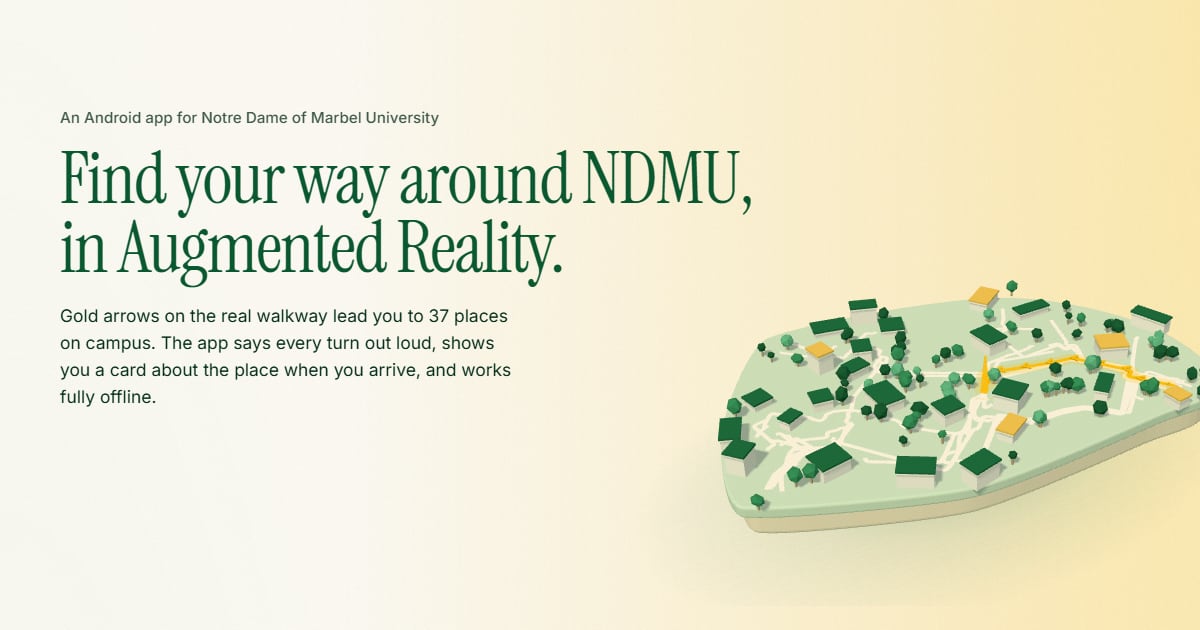 An Android app for Notre Dame of Marbel University
Find your way around NDMU,
in Augmented Reality.
Gold arrows on the real walkway lead you to 37 places
on campus. The app says every turn out loud, shows
you a card about the place when you arrive, and works
fully offline.